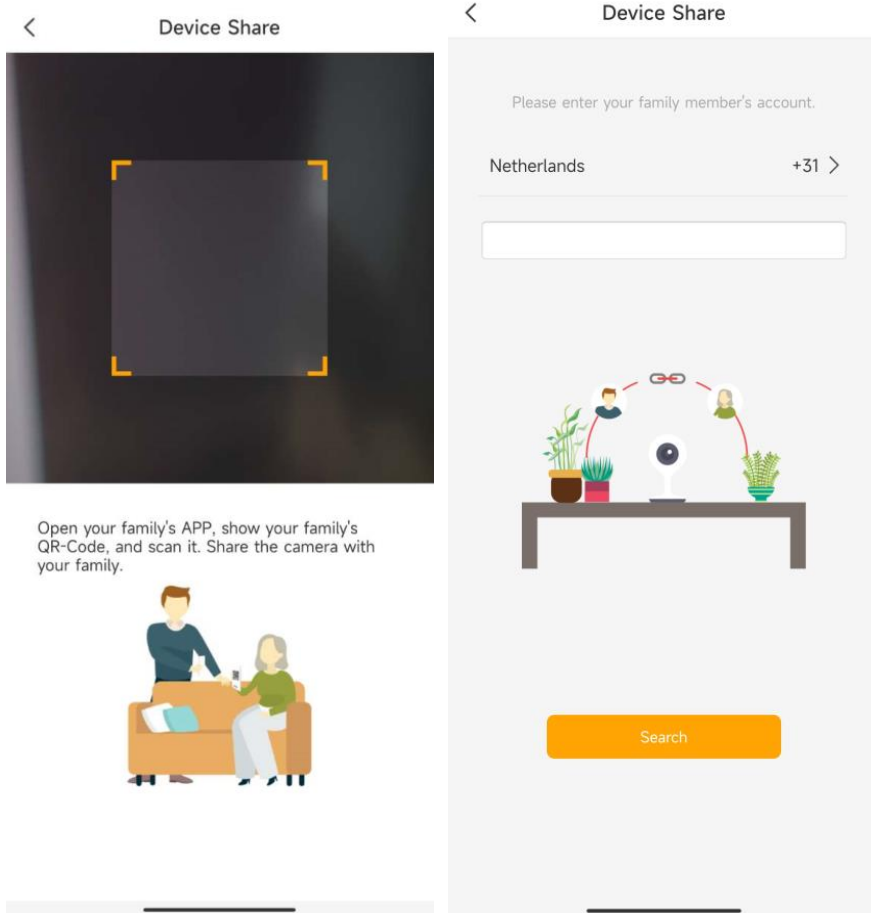 Device Share
Open your family's APP, show your family's
QR-Code, and scan it. Share the camera with
your family.
Device Share
Please enter your family member's account.
Netherlands +31
Search